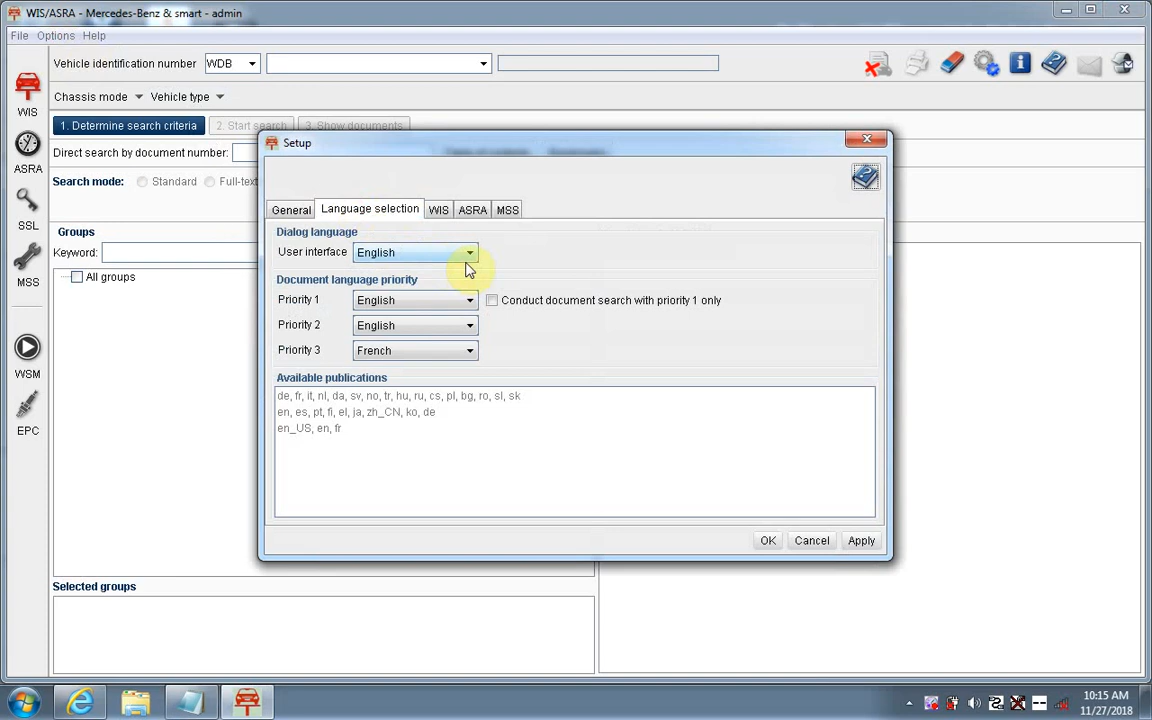 WIS/ASRA - Mercedes-Benz & smart - admin
File Options Help
Vehicle identification number WDB
Chassis mode Vehicle type
1. Determine search criteria 2. Start search 3. Show documents
Direct search by document number:
Search mode: Standard Full-text
Groups
Keyword:
All groups
Selected groups
WIS
ASRA
SSL
MSS
WSM
EPC
Setup
General Language selection WIS ASRA MSS
Dialog language
User interface English
Document language priority
Priority 1 English Conduct document search with priority 1 only
Priority 2 English
Priority 3 French
Available publications
de, fr, it, nl, da, sv, no, tr, hu, ru, cs, pl, bg, ro, sl, sk
en, es, pt, fi, el, ja, zh_CN, ko, de
en_US, en, fr
OK Cancel Apply
10:15 AM
11/27/2018